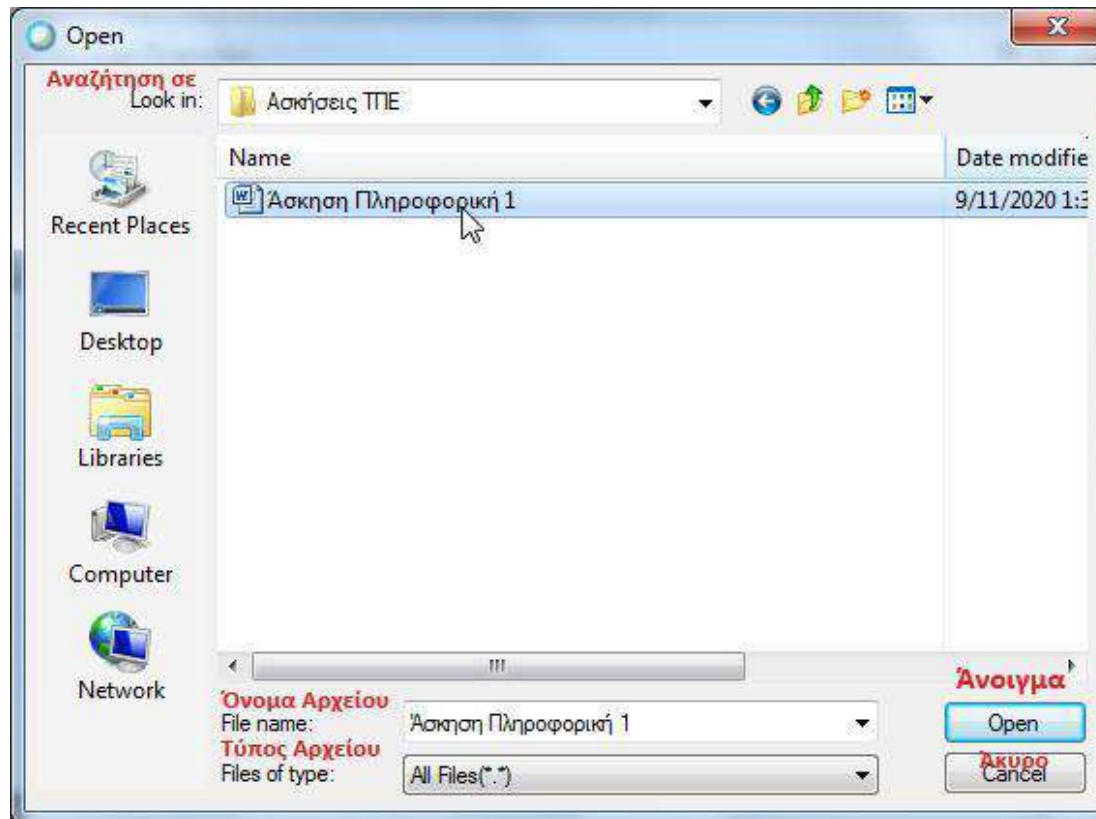 Open
Αναζήτηση σε
Look in:
Ασκήσεις ΤΠΕ
Name
Date modifie
Άσκηση Πληροφορική 1
9/11/2020 1:3
Recent Places
Desktop
Libraries
Computer
Network
Όνομα Αρχείου
File name:
Άσκηση Πληροφορική 1
Τύπος Αρχείου
Files of type:
All Files(*.*)
Άνοιγμα
Open
Άκυρο
Cancel